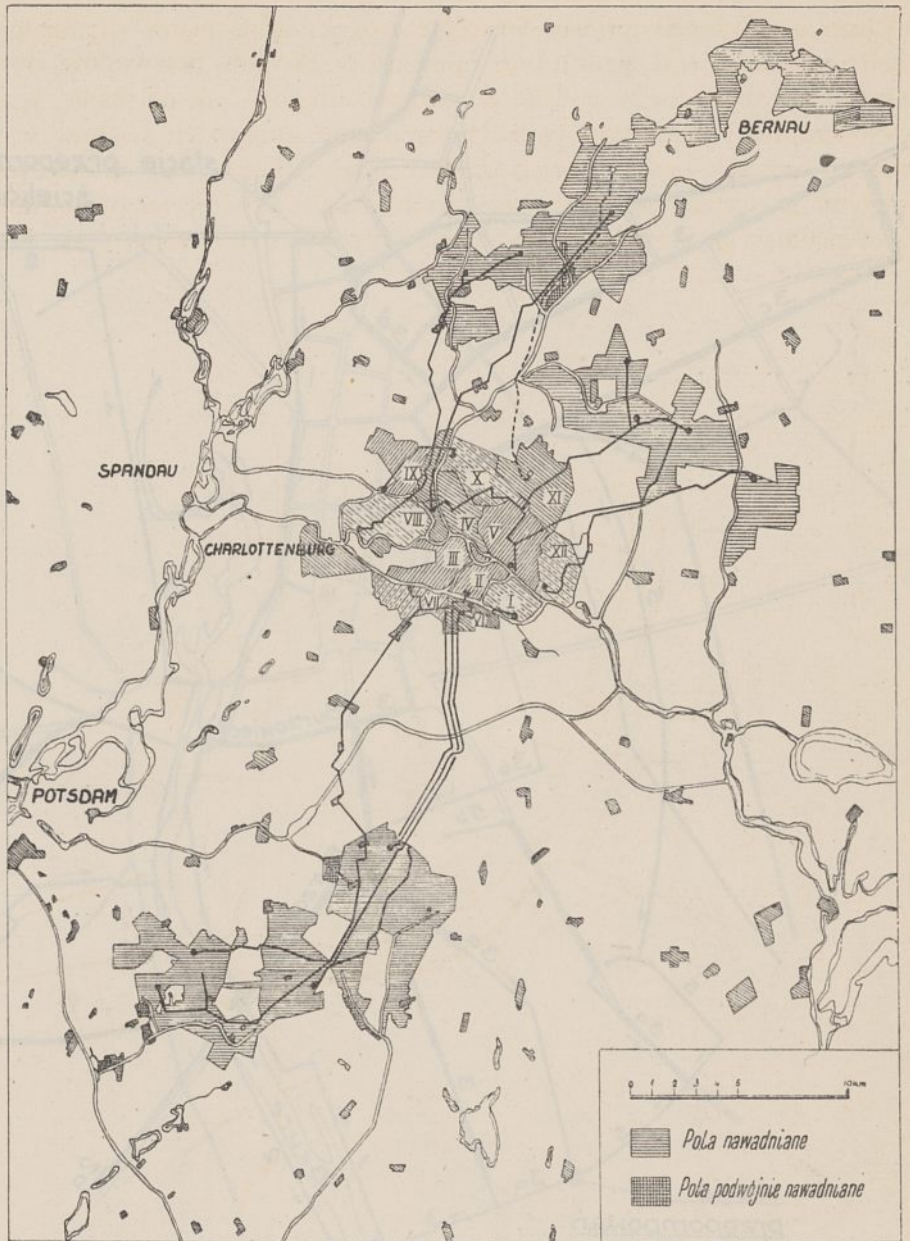 BERNAU
SPANDAU
IX
X
XI
VIII
IV
V
CHARLOTTENBURG
III
XII
II
VII
I
POTSDAM
0 1 2 3 4 5 10 km
Pola nawadniane
Pola podwójnie nawadniane